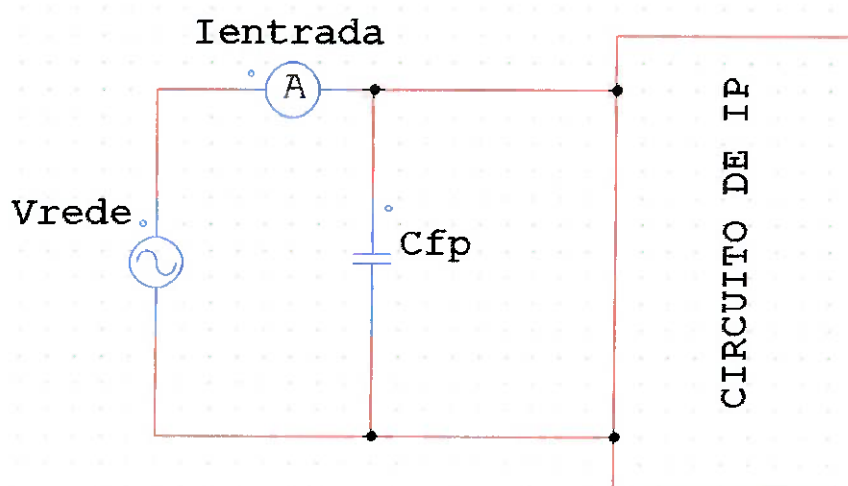 Ientrada
A
Vrede
Cfp
CIRCUITO DE IP